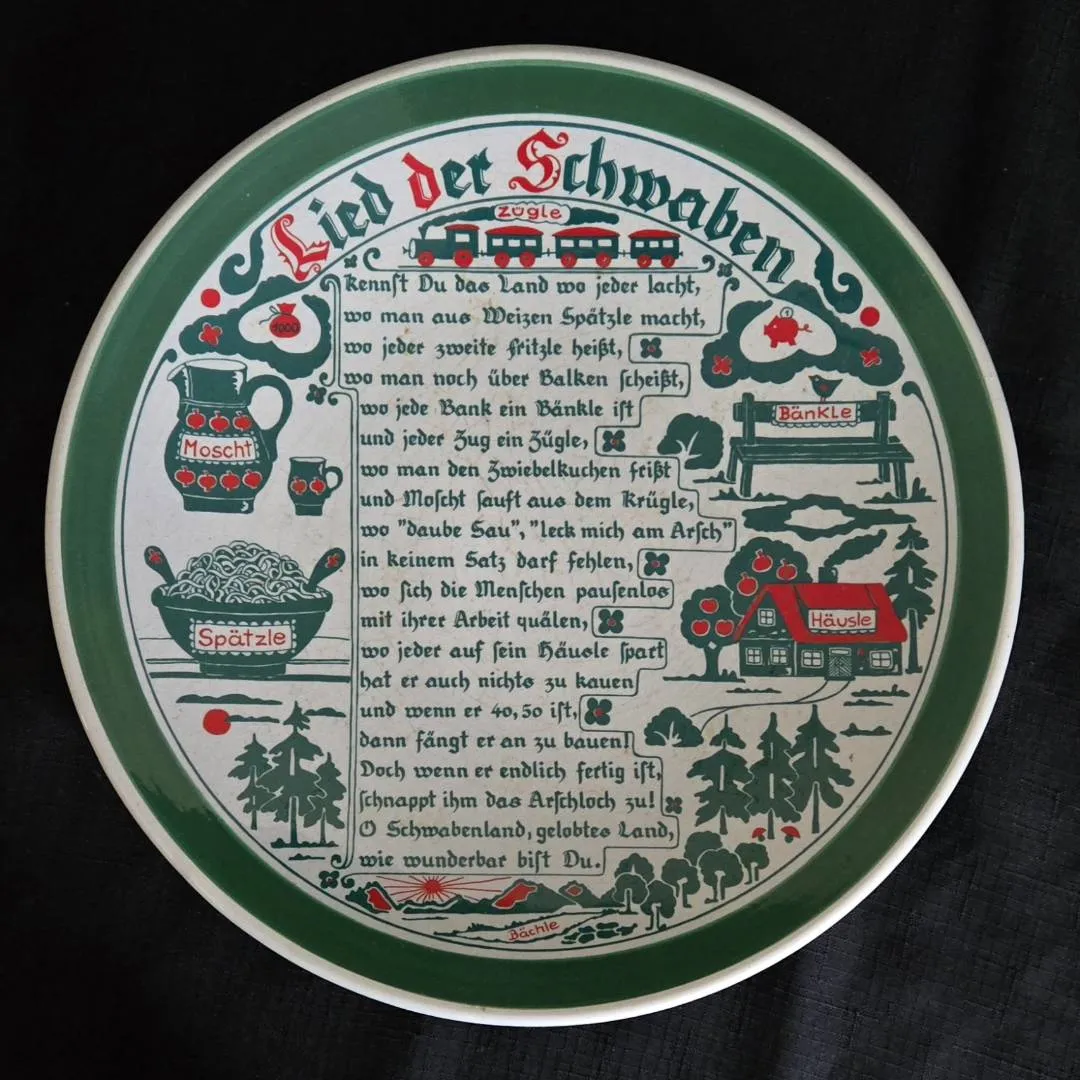 Lied der Schwaben
Zügle
kennst Du das Land wo jeder lacht,
wo man aus Weizen Spätzle macht,
wo jeder zweite Fritzle heißt,
wo man noch über Balken scheißt,
wo jede Bank ein Bänkle ist
und jeder Zug ein Zügle,
wo man den Zwiebelkuchen frißt
und Moscht sauft aus dem Krügle,
wo "daube Sau", "leck mich am Arsch"
in keinem Satz darf fehlen,
wo sich die Menschen pausenlos
mit ihrer Arbeit quälen,
wo jeder auf sein Häusle spart
hat er auch nichts zu kauen
und wenn er 40, 50 ist,
dann fängt er an zu bauen!
Doch wenn er endlich fertig ist,
schnappt ihm das Arschloch zu!
O Schwabenland, gelobtes Land,
wie wunderbar bist Du.
1000
Moscht
Spätzle
1
Bänkle
Häusle
Bächle